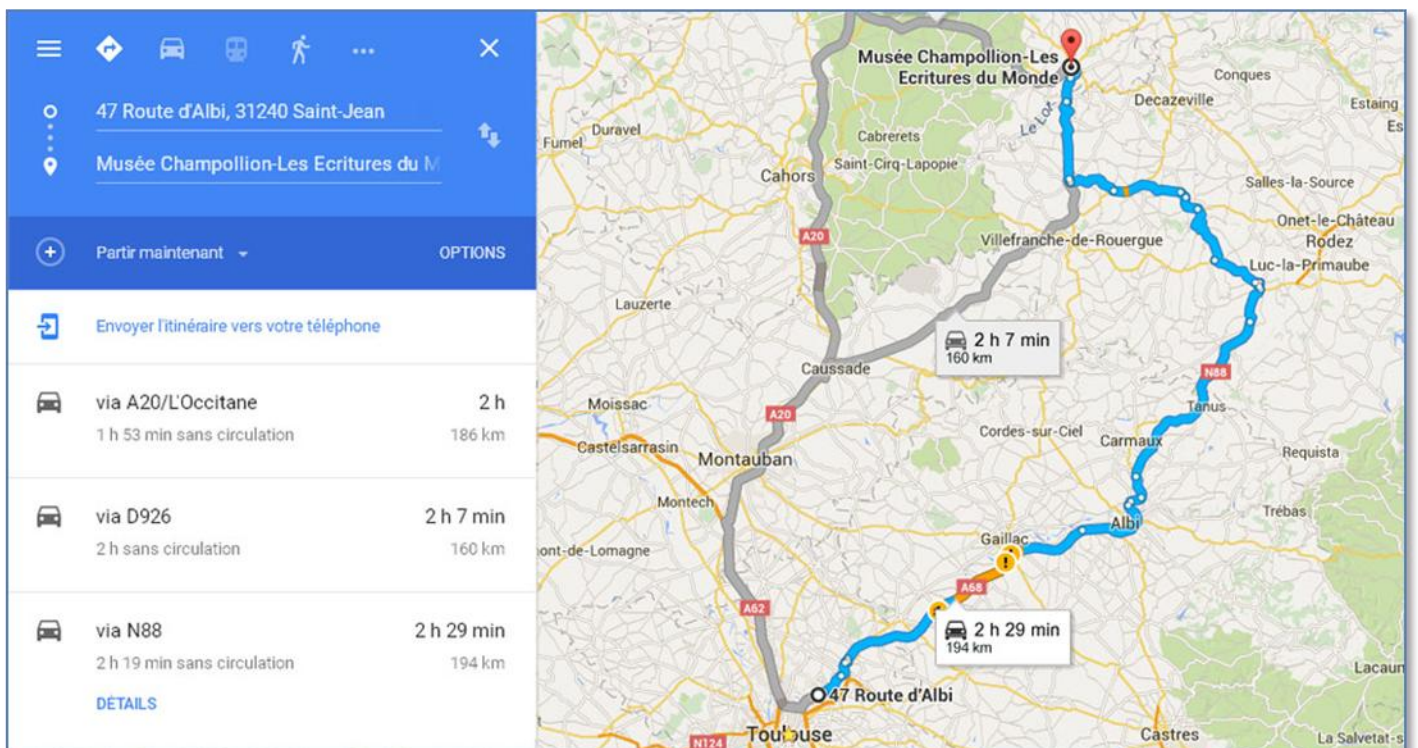 47 Route d'Albi, 31240 Saint-Jean
Musée Champollion-Les Ecritures du M
Partir maintenant
OPTIONS
Envoyer l'itinéraire vers votre téléphone
via A20/L'Occitane 2 h
1 h 53 min sans circulation 186 km
via D926 2 h 7 min
2 h sans circulation 160 km
via N88 2 h 29 min
2 h 19 min sans circulation 194 km
DÉTAILS
Musée Champollion-Les
Ecritures du Monde
Conques
Decazeville
Estaing
Es
Le Lot
Duravel
Fumel
Cabrerets
Saint-Cirq-Lapopie
Cahors
Salles-la-Source
Onet-le-Château
Rodez
A20
Villefranche-de-Rouergue
Luc-la-Primaube
Lauzerte
2 h 7 min
160 km
Caussade
N88
Moissac
A20
Tanus
Cordes-sur-Ciel
Carmaux
Castelsarrasin
Montauban
Requista
Montech
Trébas
Albi
Gaillac
ont-de-Lomagne
A68
A62
2 h 29 min
194 km
Lacaun
47 Route d'Albi
Toulouse
N124
Castres
La Salvetat-s